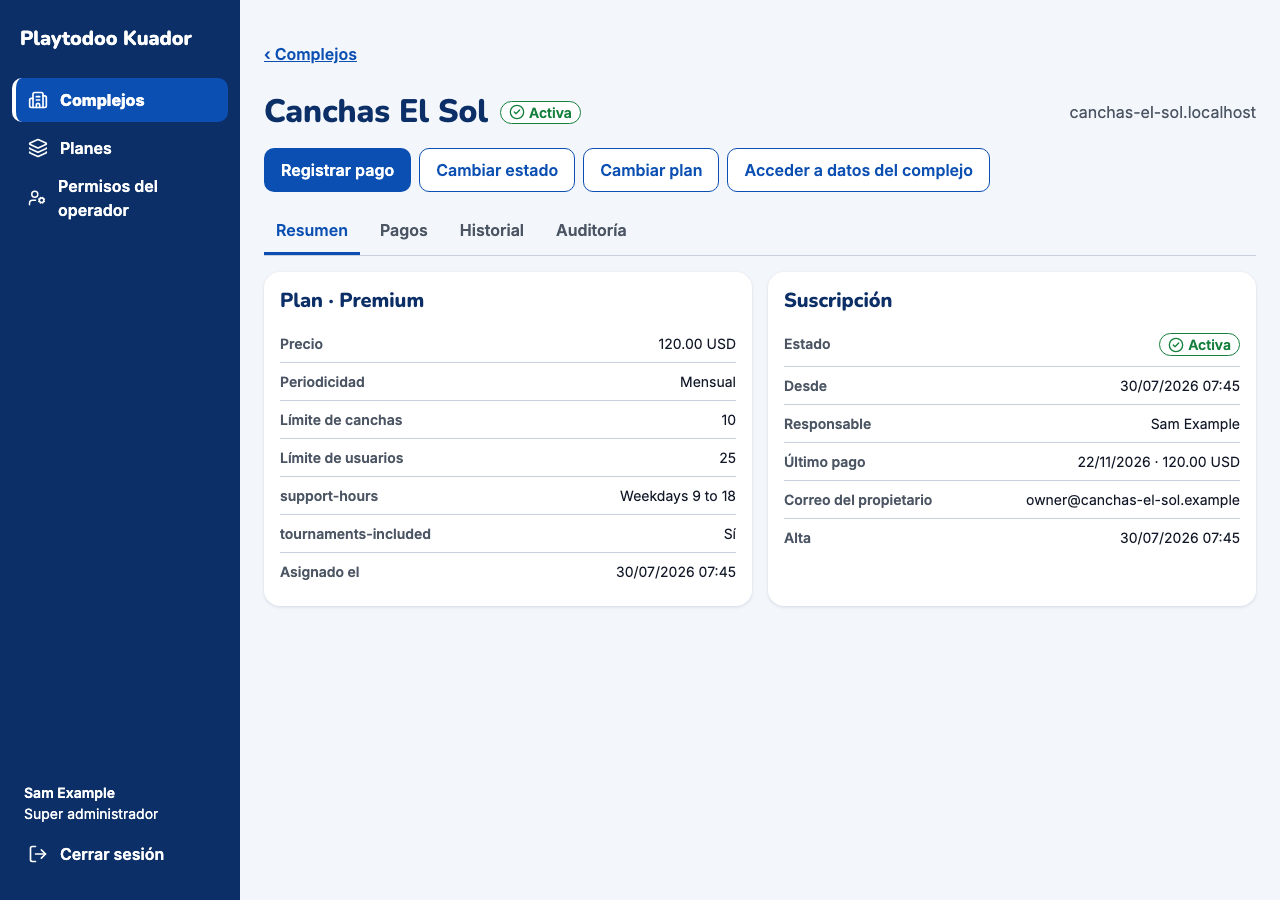 Playtodoo Kuador
Complejos
Planes
Permisos del
operador
Sam Example
Super administrador
Cerrar sesión
‹ Complejos
Canchas El Sol
Activa
canchas-el-sol.localhost
Registrar pago
Cambiar estado
Cambiar plan
Acceder a datos del complejo
Resumen
Pagos
Historial
Auditoría
Plan · Premium
Precio 120.00 USD
Periodicidad Mensual
Límite de canchas 10
Límite de usuarios 25
support-hours Weekdays 9 to 18
tournaments-included Sí
Asignado el 30/07/2026 07:45
Suscripción
Estado Activa
Desde 30/07/2026 07:45
Responsable Sam Example
Último pago 22/11/2026 · 120.00 USD
Correo del propietario owner@canchas-el-sol.example
Alta 30/07/2026 07:45